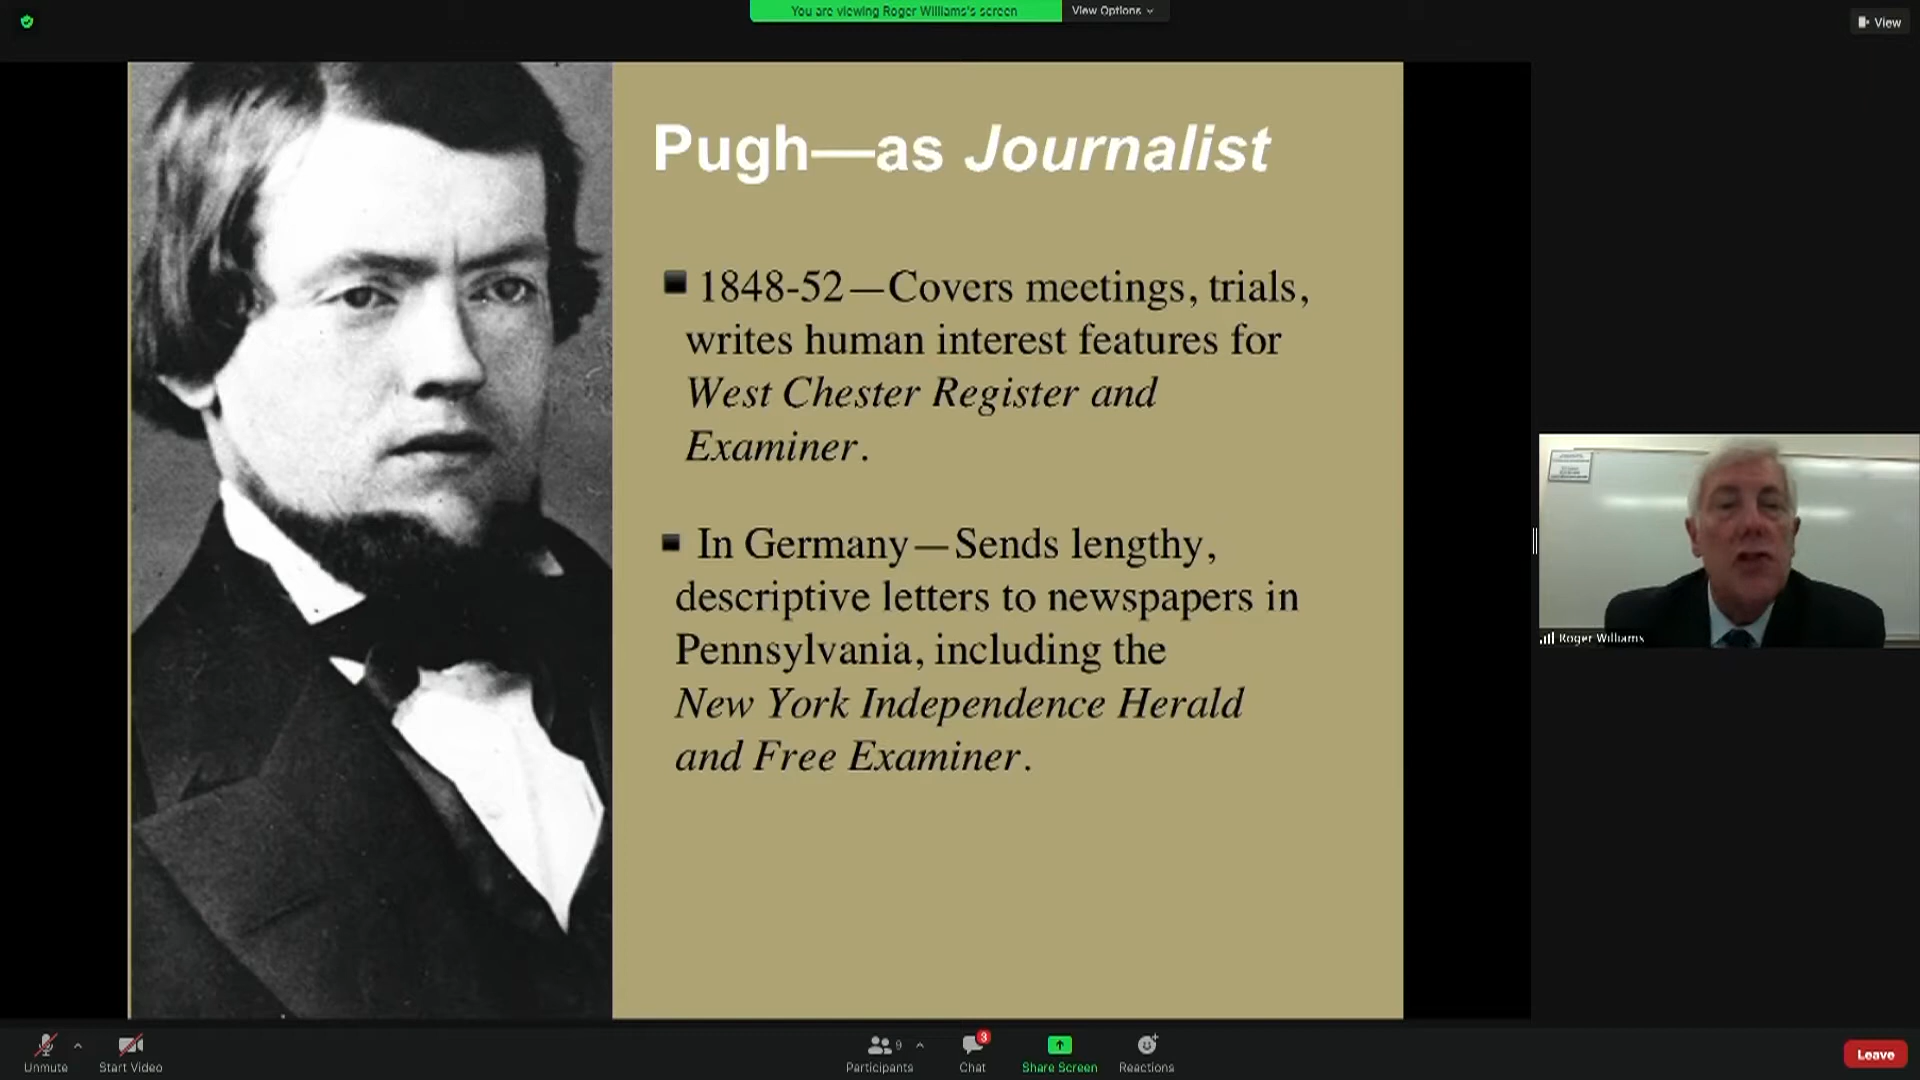 You are viewing Roger Williams's screen
View Options
View
Pugh—as Journalist
1848-52—Covers meetings, trials,
writes human interest features for
West Chester Register and
Examiner.
In Germany—Sends lengthy,
descriptive letters to newspapers in
Pennsylvania, including the
New York Independence Herald
and Free Examiner.
Roger Williams
Unmute
Start Video
9
Participants
3
Chat
Share Screen
Reactions
Leave